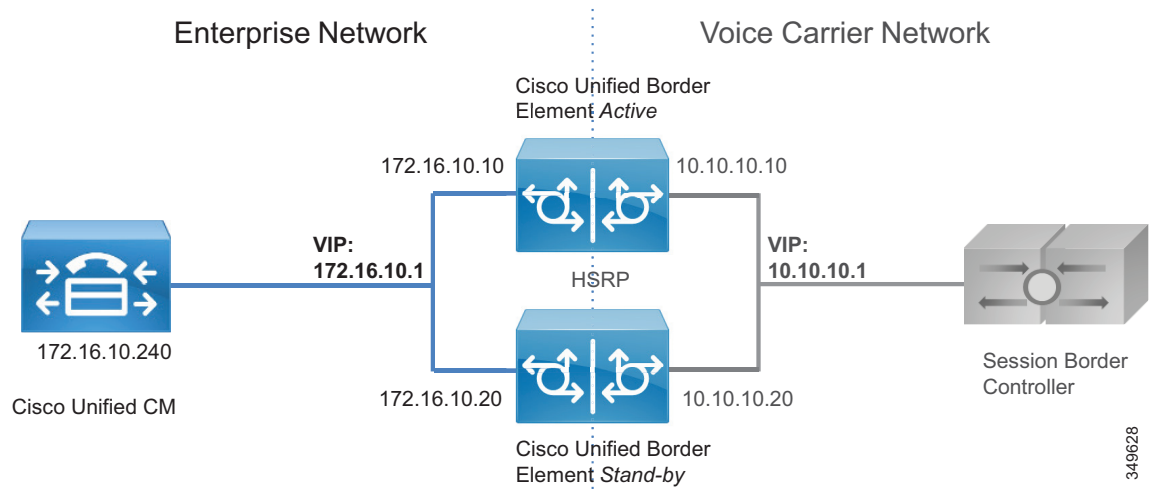 Enterprise Network
Voice Carrier Network
Cisco Unified Border
Element Active
172.16.10.10
10.10.10.10
VIP:
172.16.10.1
VIP:
10.10.10.1
HSRP
172.16.10.240
Cisco Unified CM
172.16.10.20
10.10.10.20
Session Border
Controller
Cisco Unified Border
Element Stand-by
349628